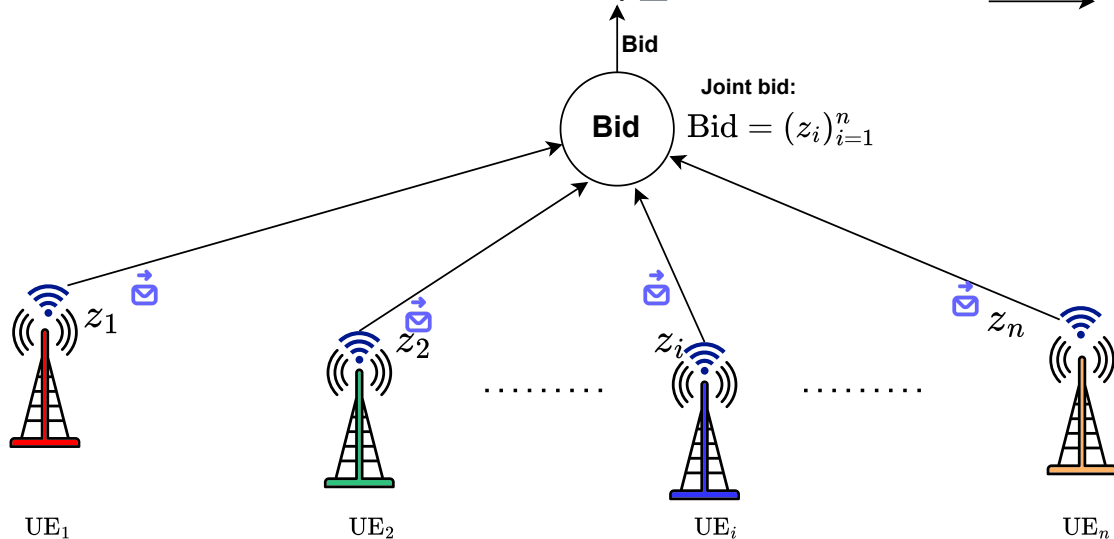 Bid
Joint bid:
Bid
Bid = (z_i)_{i=1}^n
z_1
z_2
z_i
z_n
.........
.........
UE_1
UE_2
UE_i
UE_n